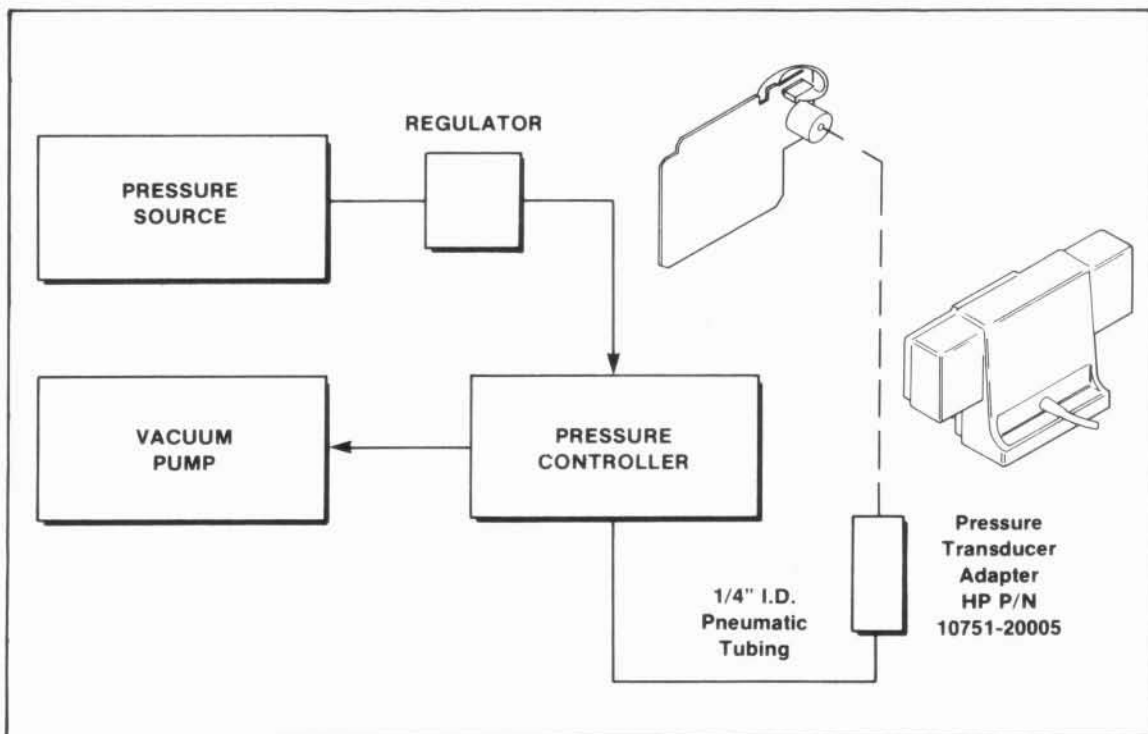 REGULATOR
PRESSURE
SOURCE
VACUUM
PUMP
PRESSURE
CONTROLLER
1/4" I.D.
Pneumatic
Tubing
Pressure
Transducer
Adapter
HP P/N
10751-20005